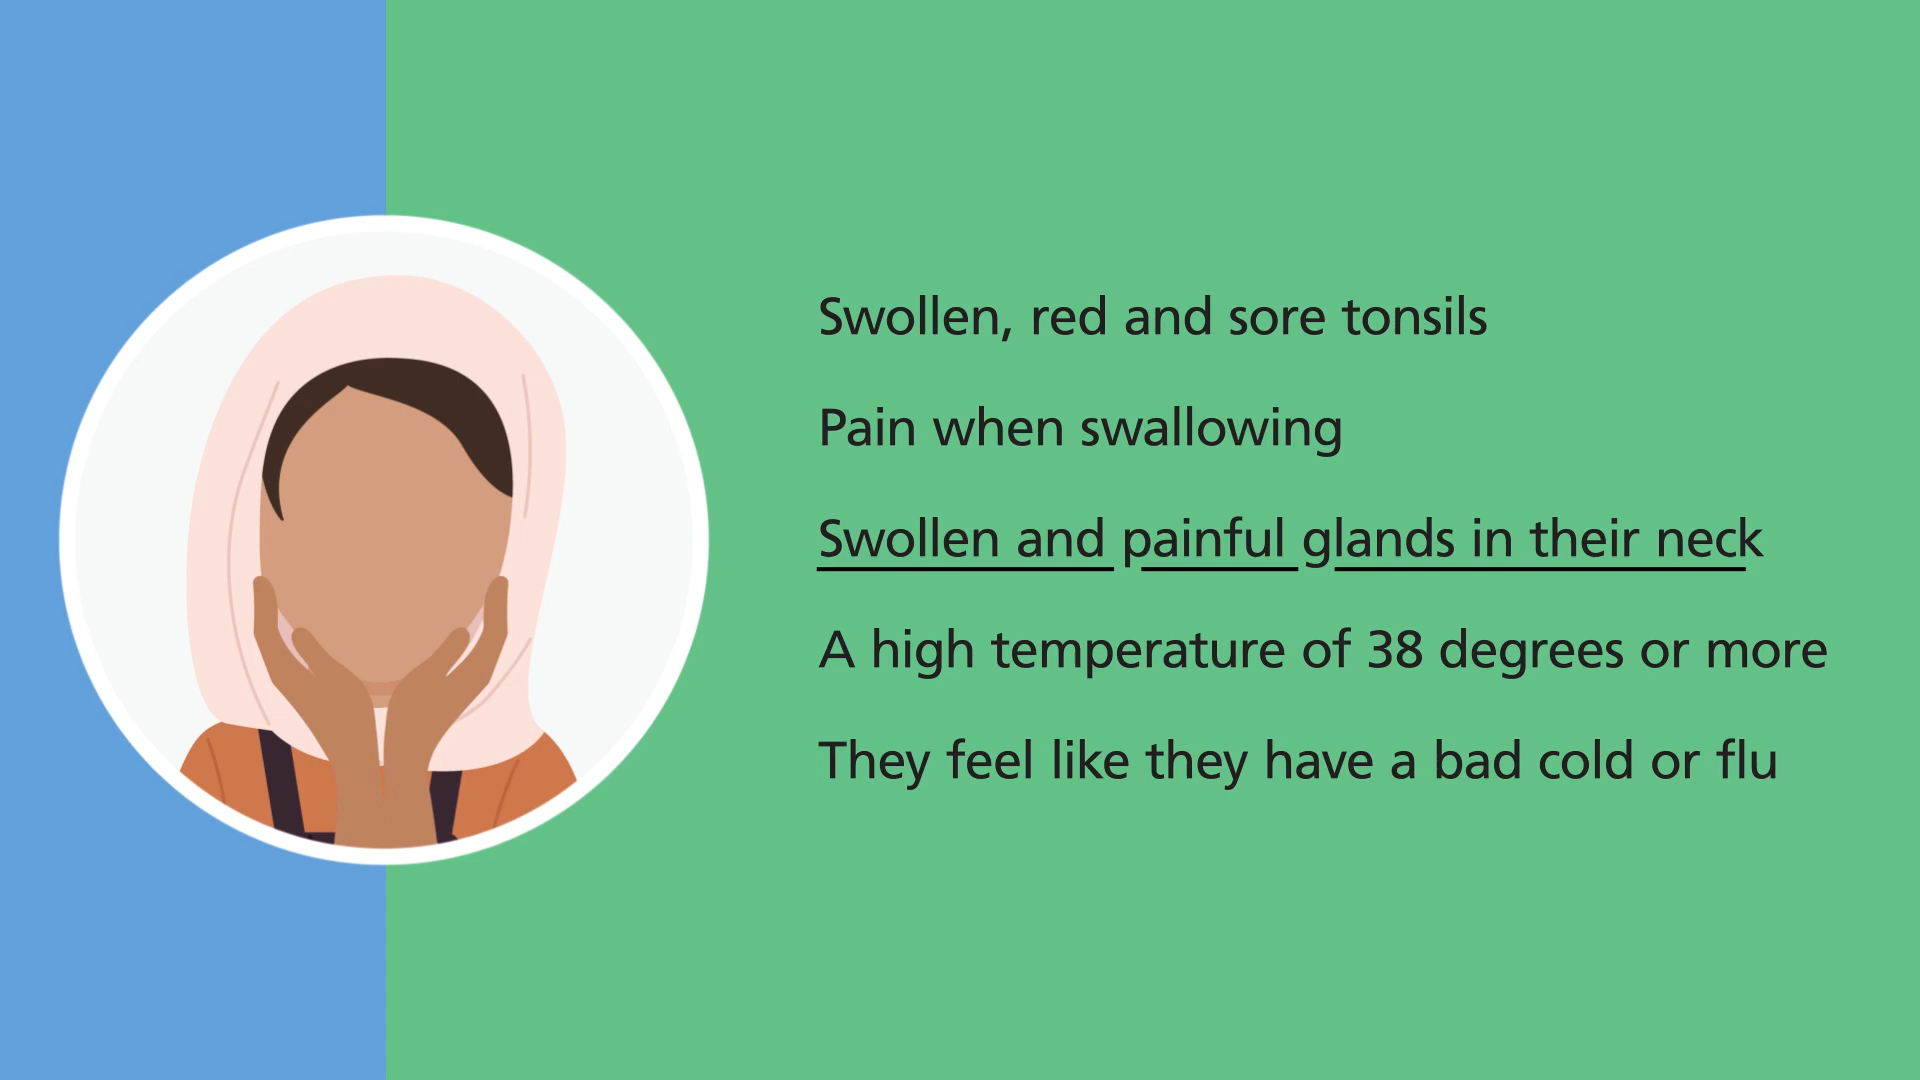 Swollen, red and sore tonsils
Pain when swallowing
Swollen and painful glands in their neck
A high temperature of 38 degrees or more
They feel like they have a bad cold or flu